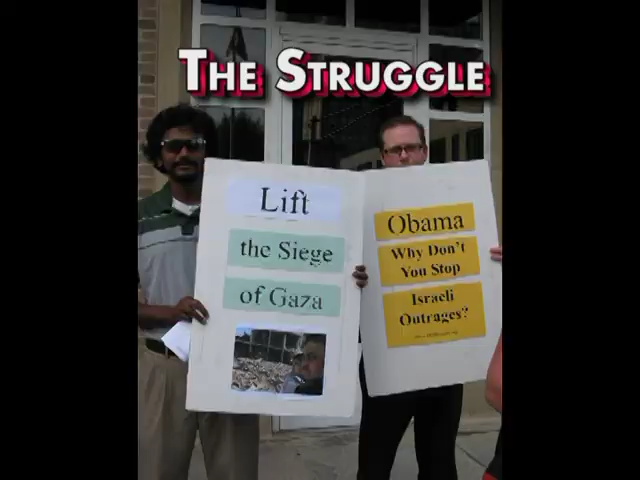 THE STRUGGLE
Lift
the Siege
of Gaza
Obama
Why Don't
You Stop
Israeli
Outrages?